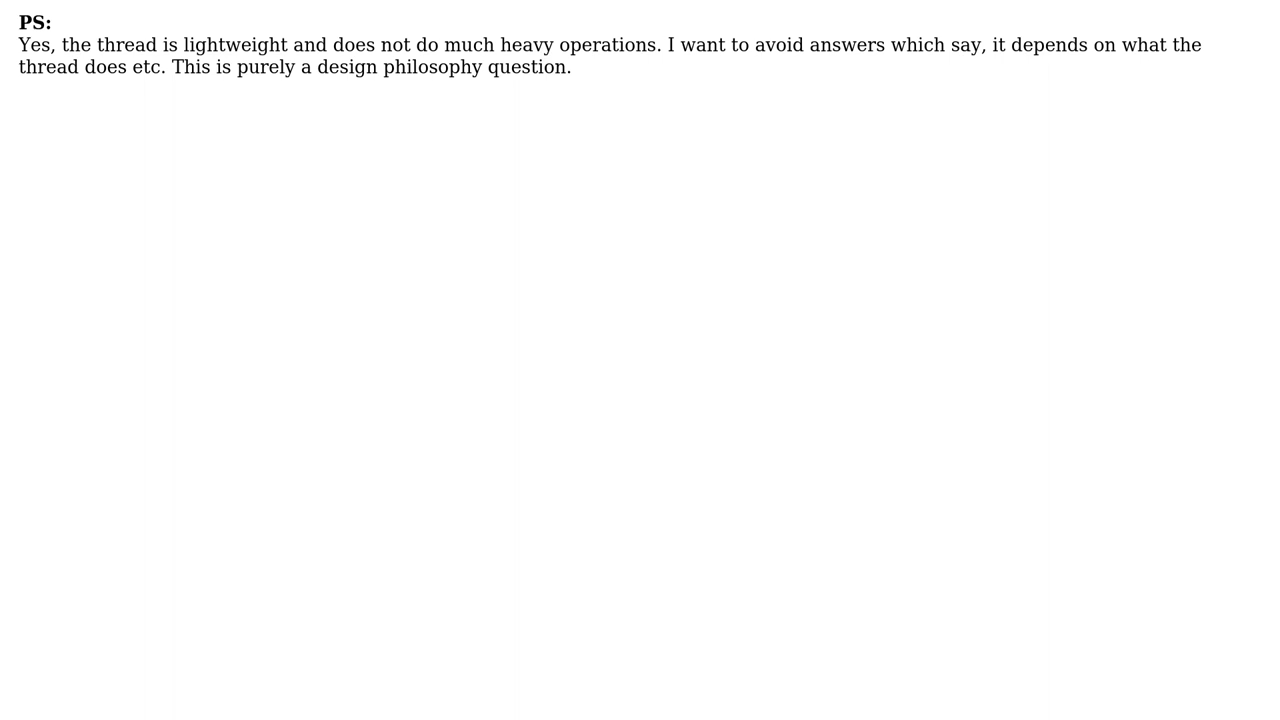 PS:
Yes, the thread is lightweight and does not do much heavy operations. I want to avoid answers which say, it depends on what the
thread does etc. This is purely a design philosophy question.